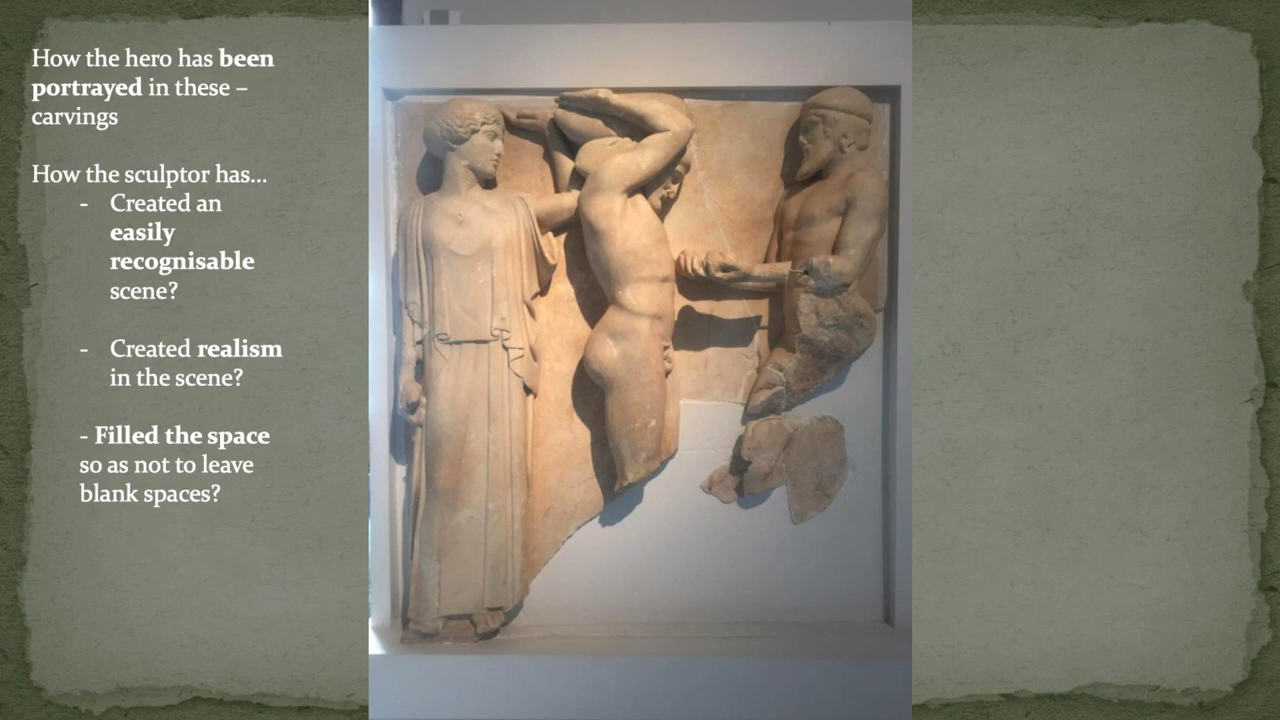 How the hero has been
portrayed in these –
carvings
How the sculptor has...
- Created an
easily
recognisable
scene?
- Created realism
in the scene?
- Filled the space
so as not to leave
blank spaces?